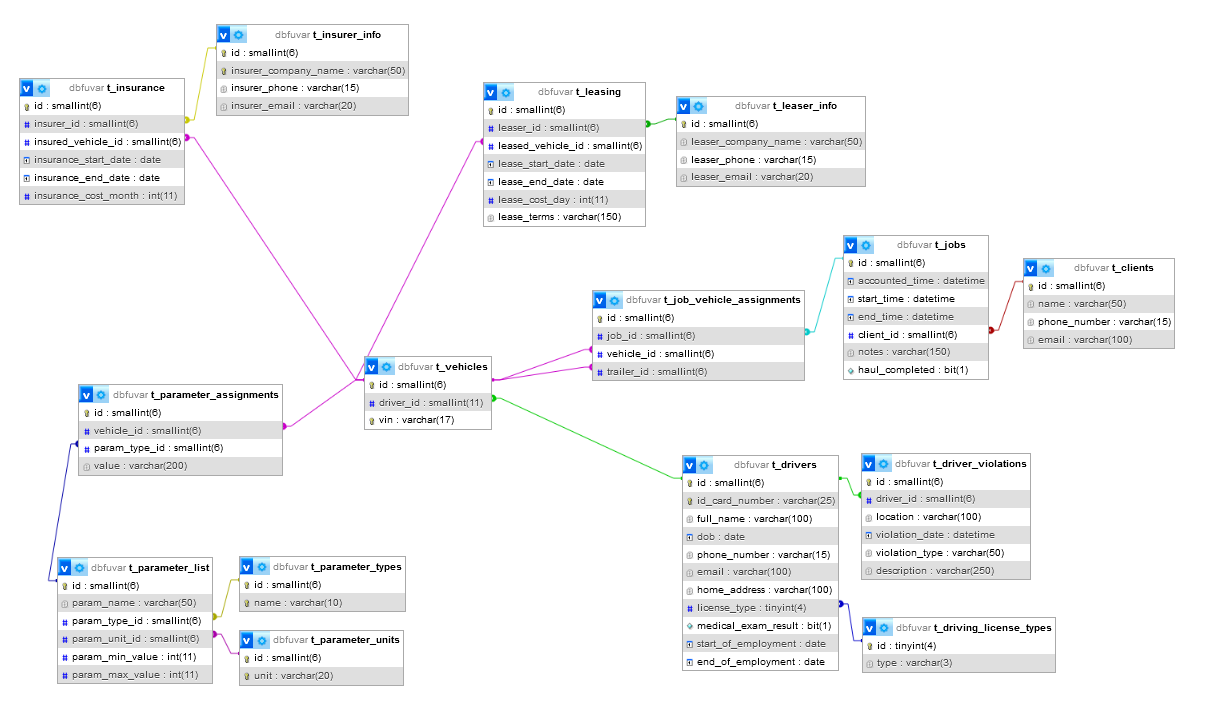 dbfuvar t_insurer_info
id : smallint(6)
insurer_company_name : varchar(50)
insurer_phone : varchar(15)
insurer_email : varchar(20)
dbfuvar t_insurance
id : smallint(6)
insurer_id : smallint(6)
insured_vehicle_id : smallint(6)
insurance_start_date : date
insurance_end_date : date
insurance_cost_month : int(11)
dbfuvar t_leasing
id : smallint(6)
leaser_id : smallint(6)
leased_vehicle_id : smallint(6)
lease_start_date : date
lease_end_date : date
lease_cost_day : int(11)
lease_terms : varchar(150)
dbfuvar t_leaser_info
id : smallint(6)
leaser_company_name : varchar(50)
leaser_phone : varchar(15)
leaser_email : varchar(20)
dbfuvar t_jobs
id : smallint(6)
accounted_time : datetime
start_time : datetime
end_time : datetime
client_id : smallint(6)
notes : varchar(150)
haul_completed : bit(1)
dbfuvar t_clients
id : smallint(6)
name : varchar(50)
phone_number : varchar(15)
email : varchar(100)
dbfuvar t_job_vehicle_assignments
id : smallint(6)
job_id : smallint(6)
vehicle_id : smallint(6)
trailer_id : smallint(6)
dbfuvar t_vehicles
id : smallint(6)
driver_id : smallint(11)
vin : varchar(17)
dbfuvar t_parameter_assignments
id : smallint(6)
vehicle_id : smallint(6)
param_type_id : smallint(6)
value : varchar(200)
dbfuvar t_drivers
id : smallint(6)
id_card_number : varchar(25)
full_name : varchar(100)
dob : date
phone_number : varchar(15)
email : varchar(100)
home_address : varchar(100)
license_type : tinyint(4)
medical_exam_result : bit(1)
start_of_employment : date
end_of_employment : date
dbfuvar t_driver_violations
id : smallint(6)
driver_id : smallint(6)
location : varchar(100)
violation_date : datetime
violation_type : varchar(50)
description : varchar(250)
dbfuvar t_parameter_list
id : smallint(6)
param_name : varchar(50)
param_type_id : smallint(6)
param_unit_id : smallint(6)
param_min_value : int(11)
param_max_value : int(11)
dbfuvar t_parameter_types
id : smallint(6)
name : varchar(10)
dbfuvar t_parameter_units
id : smallint(6)
unit : varchar(20)
dbfuvar t_driving_license_types
id : tinyint(4)
type : varchar(3)